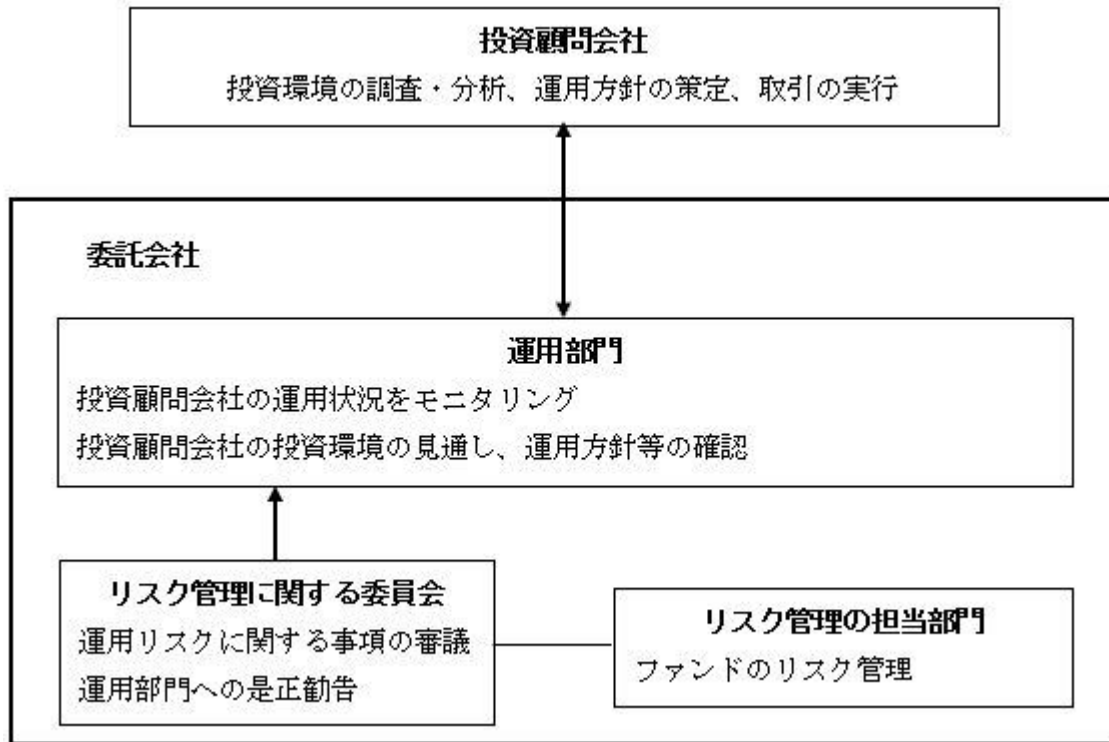 投資顧問会社
投資環境の調査・分析、運用方針の策定、取引の実行
委託会社
運用部門
投資顧問会社の運用状況をモニタリング
投資顧問会社の投資環境の見通し、運用方針等の確認
リスク管理に関する委員会
運用リスクに関する事項の審議
運用部門への是正勧告
リスク管理の担当部門
ファンドのリスク管理